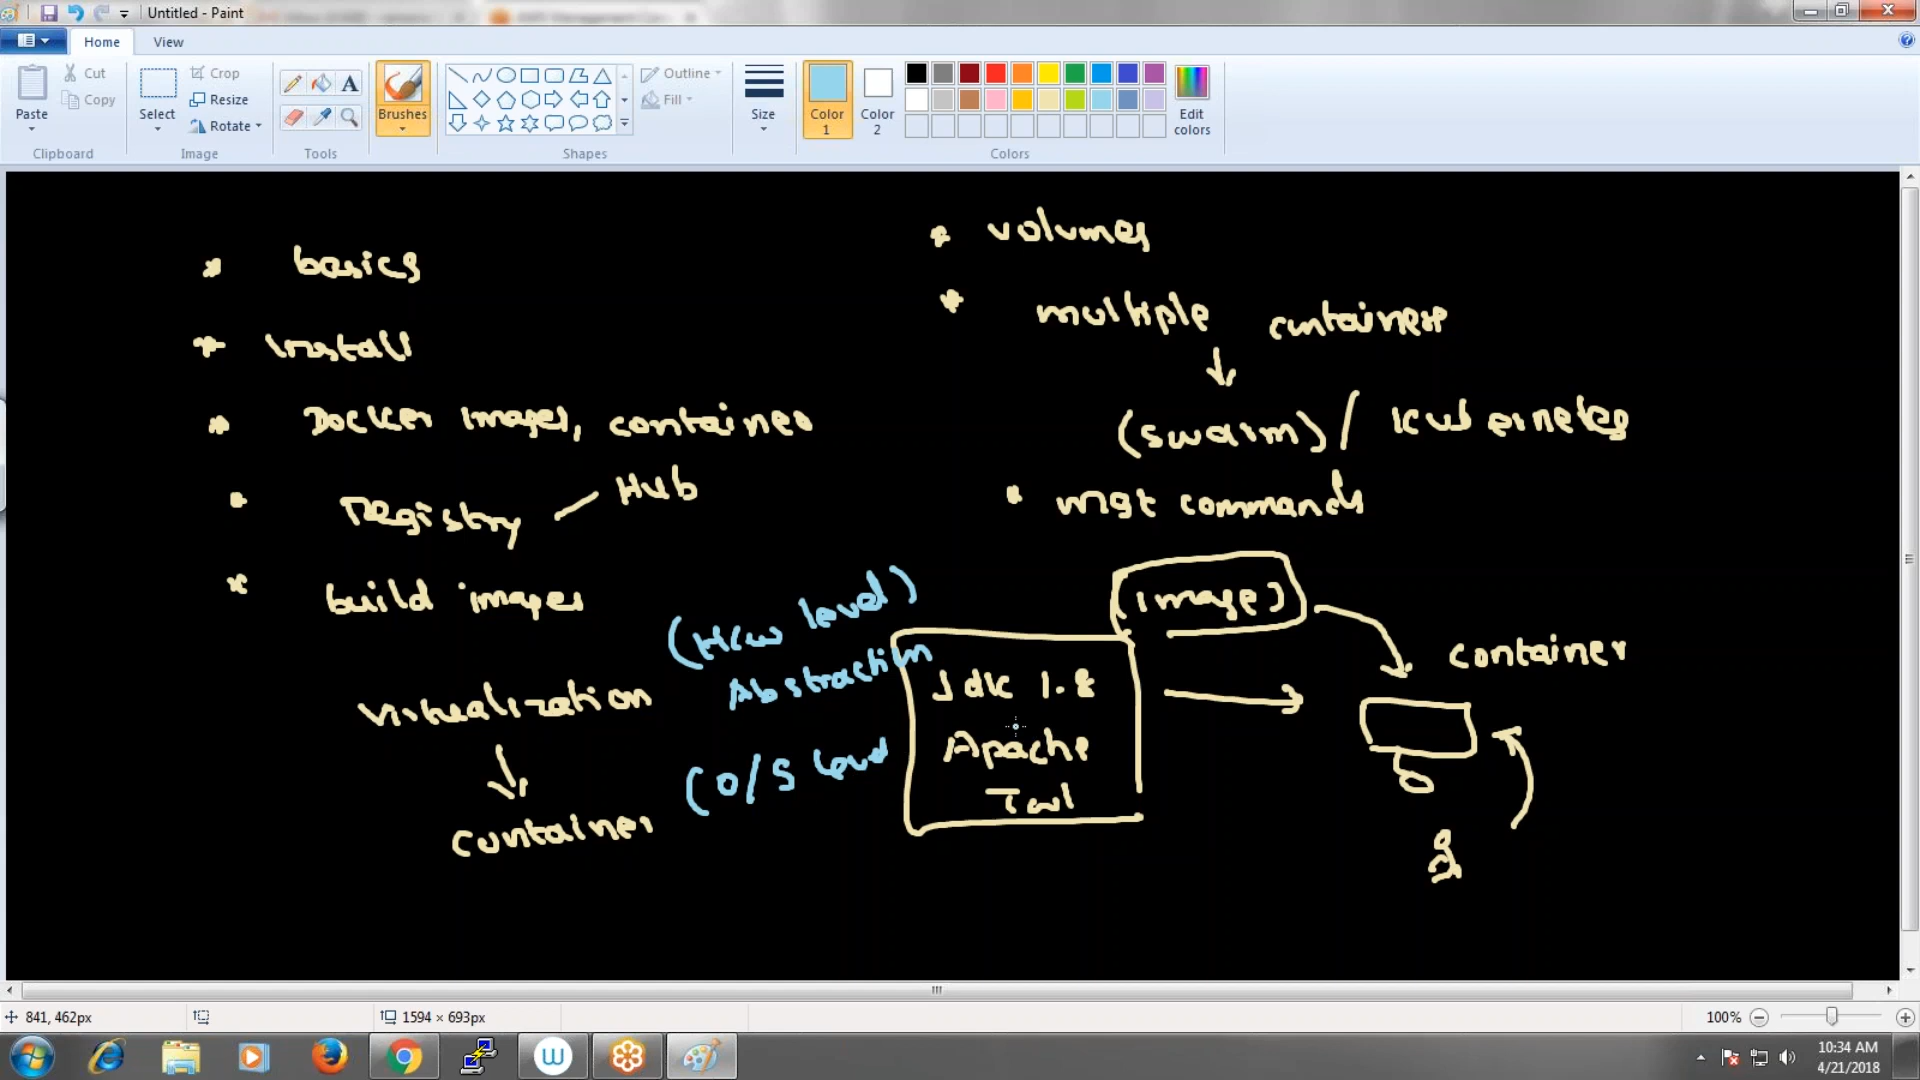 Untitled - Paint
Home View
Paste Cut Copy Select Crop Resize Rotate Brushes Outline Fill Size Color 1 Color 2 Edit colors
Clipboard Image Tools Shapes Colors
* basics
* Install
* Docker Images, container
* Registry Hub
* build images
virtualization
container
(H/W level)
Abstraction
(O/S level
* volumes
* multiple containers
(swarm) / kubernetes
* mgt commands
(image)
container
Jdk 1.8
Apache
Tool
841, 462px 1594 × 693px 100%
10:34 AM
4/21/2018